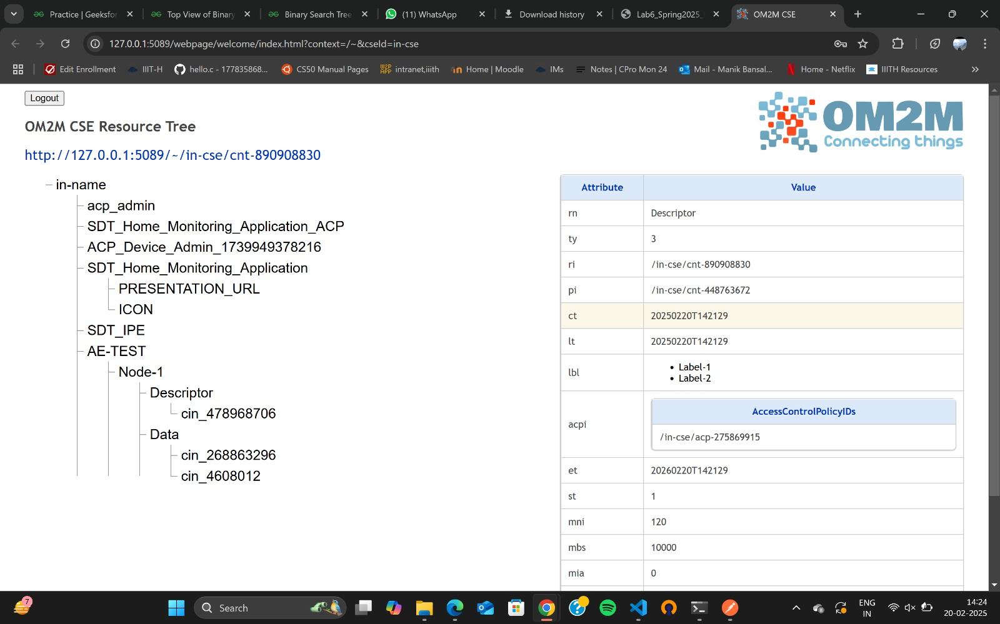 Practice | Geeksfor
Top View of Binary
Binary Search Tree
(11) WhatsApp
Download history
Lab6_Spring2025_
OM2M CSE
127.0.0.1:5089/webpage/welcome/index.html?context=/~&cseId=in-cse
Edit Enrollment
IIIT-H
hello.c - 177835868...
CS50 Manual Pages
intranet,iiith
Home | Moodle
IMs
Notes | CPro Mon 24
Mail - Manik Bansal...
Home - Netflix
IIITH Resources
Logout
OM2M CSE Resource Tree
http://127.0.0.1:5089/~/in-cse/cnt-890908830
OM2M
Connecting things
in-name
acp_admin
SDT_Home_Monitoring_Application_ACP
ACP_Device_Admin_1739949378216
SDT_Home_Monitoring_Application
PRESENTATION_URL
ICON
SDT_IPE
AE-TEST
Node-1
Descriptor
cin_478968706
Data
cin_268863296
cin_4608012
Attribute Value
rn Descriptor
ty 3
ri /in-cse/cnt-890908830
pi /in-cse/cnt-448763672
ct 20250220T142129
lt 20250220T142129
lbl
Label-1
Label-2
acpi
AccessControlPolicyIDs
/in-cse/acp-275869915
et 20260220T142129
st 1
mni 120
mbs 10000
mia 0
7
Search
ENG
IN
14:24
20-02-2025